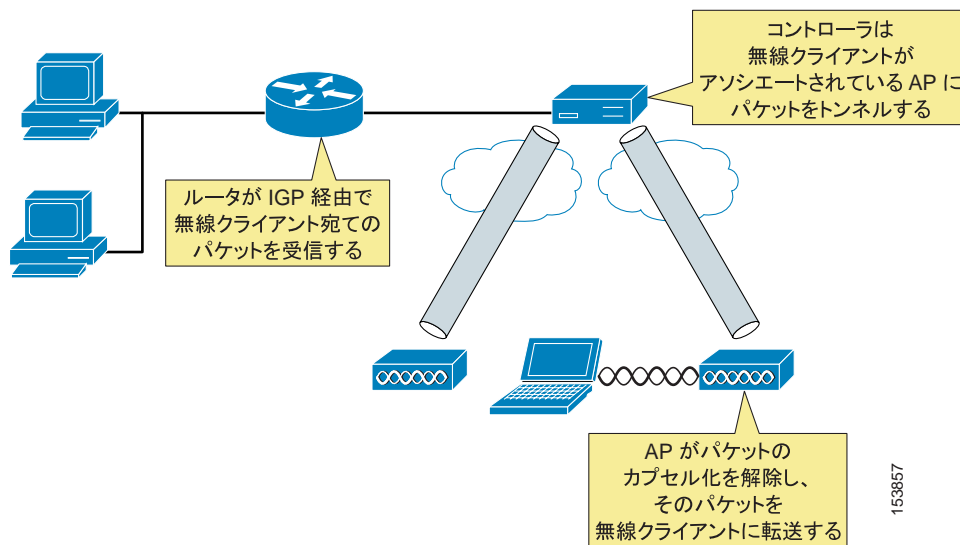 コントローラは
無線クライアントが
アソシエートされている AP に
パケットをトンネルする
ルータが IGP 経由で
無線クライアント宛ての
パケットを受信する
AP がパケットの
カプセル化を解除し、
そのパケットを
無線クライアントに転送する
153857